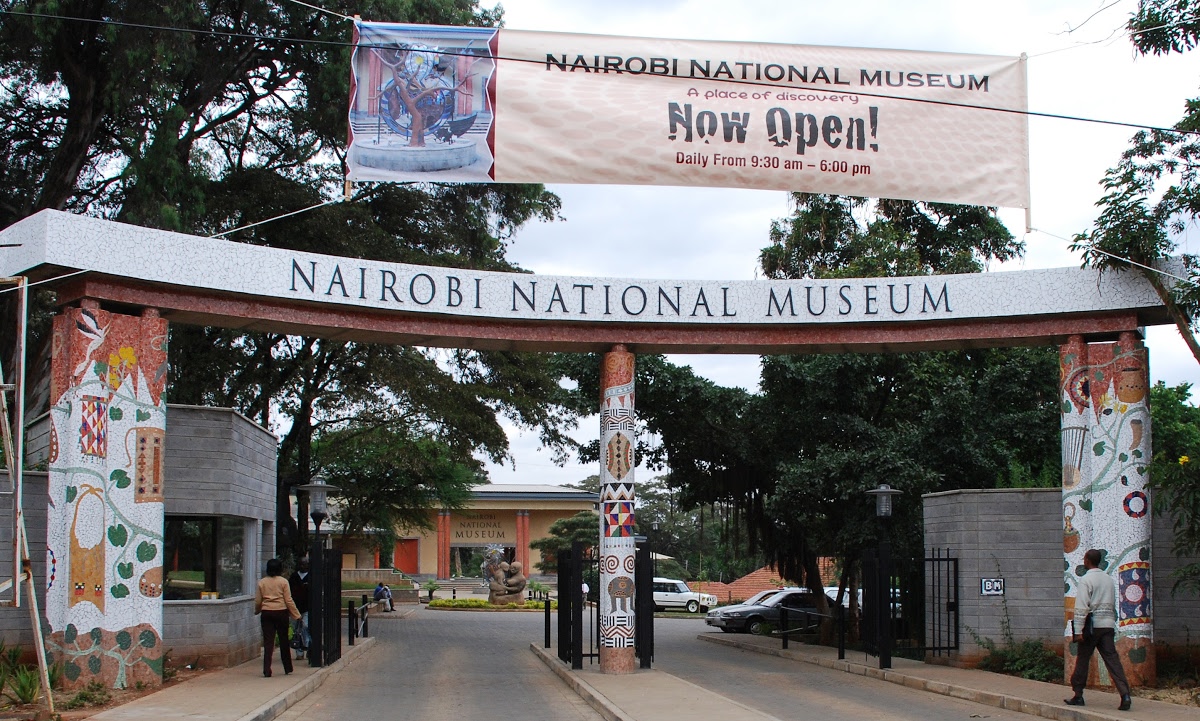 NAIROBI NATIONAL MUSEUM
A place of discovery
Now Open!
Daily From 9:30 am – 6:00 pm
NAIROBI NATIONAL MUSEUM
NAIROBI
NATIONAL
MUSEUM
BM